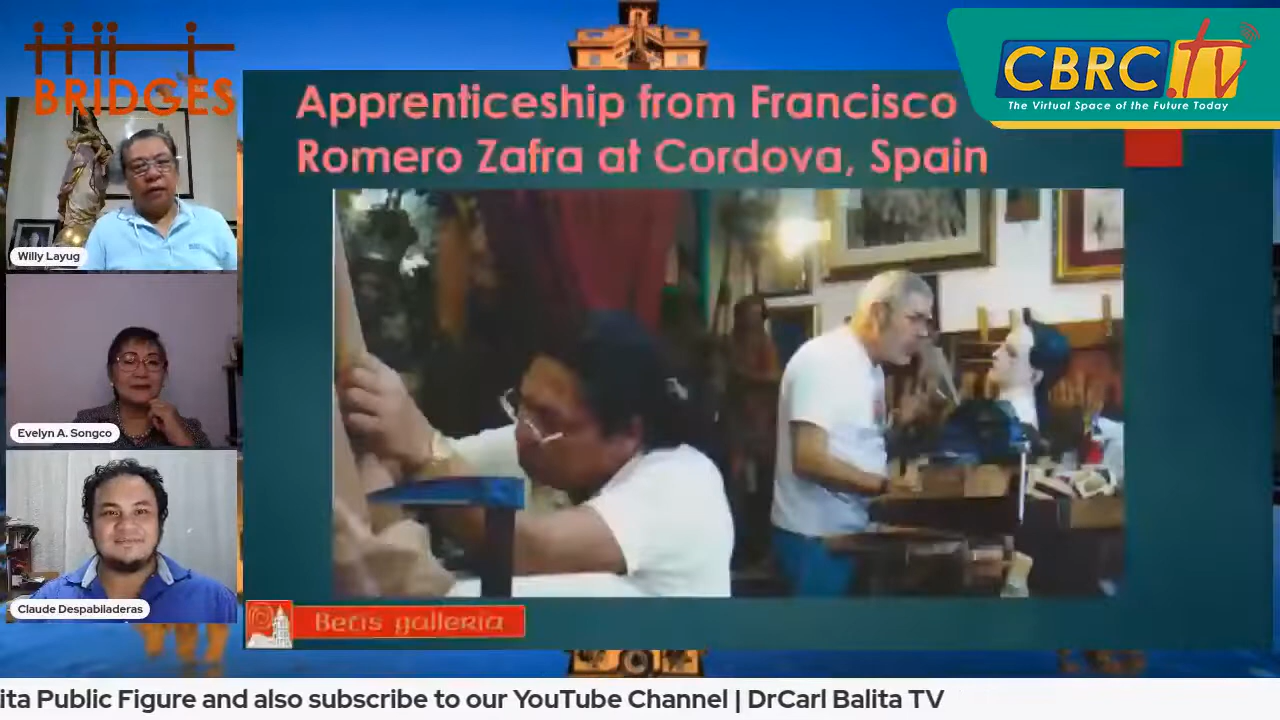 BRIDGES
CBRC.tv
The Virtual Space of the Future Today
Apprenticeship from Francisco
Romero Zafra at Cordova, Spain
Willy Layug
Evelyn A. Songco
Claude Despabiladeras
Betis galleria
ita Public Figure and also subscribe to our YouTube Channel | DrCarl Balita TV